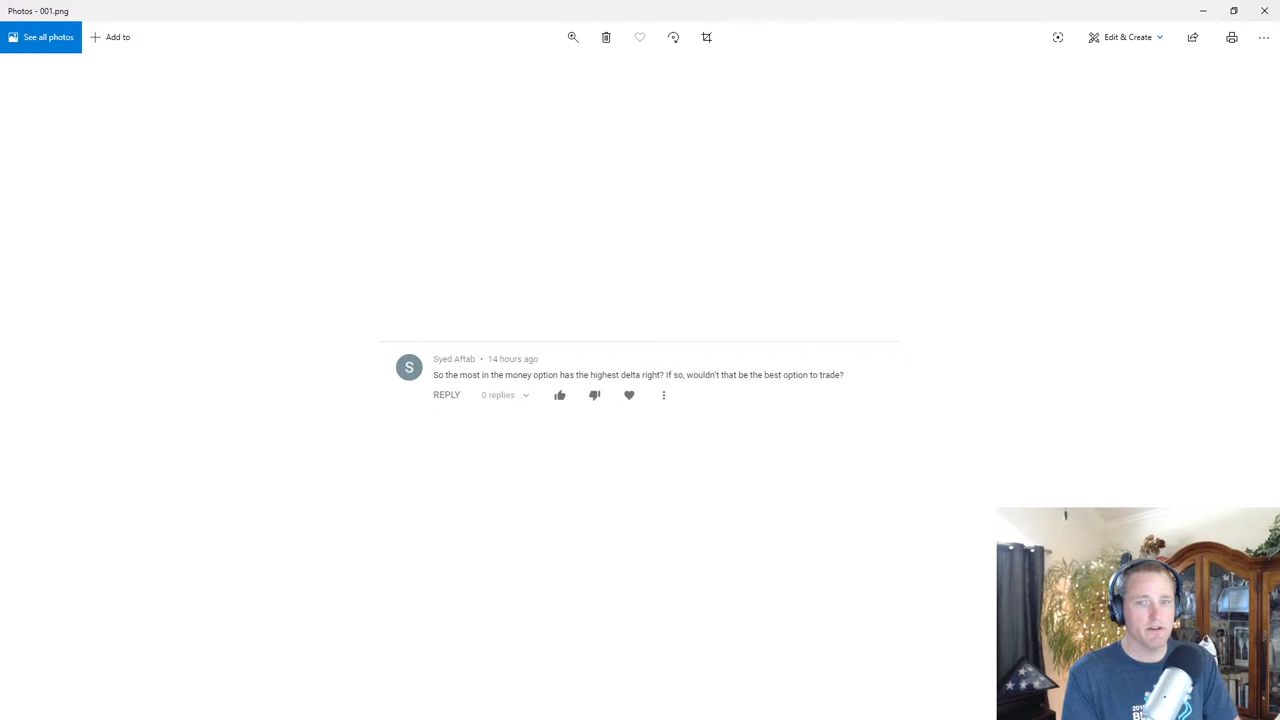 Photos - 001.png
See all photos
Add to
Edit & Create
S
Syed Aftab • 14 hours ago
So the most in the money option has the highest delta right? if so, wouldn't that be the best option to trade?
REPLY 0 replies